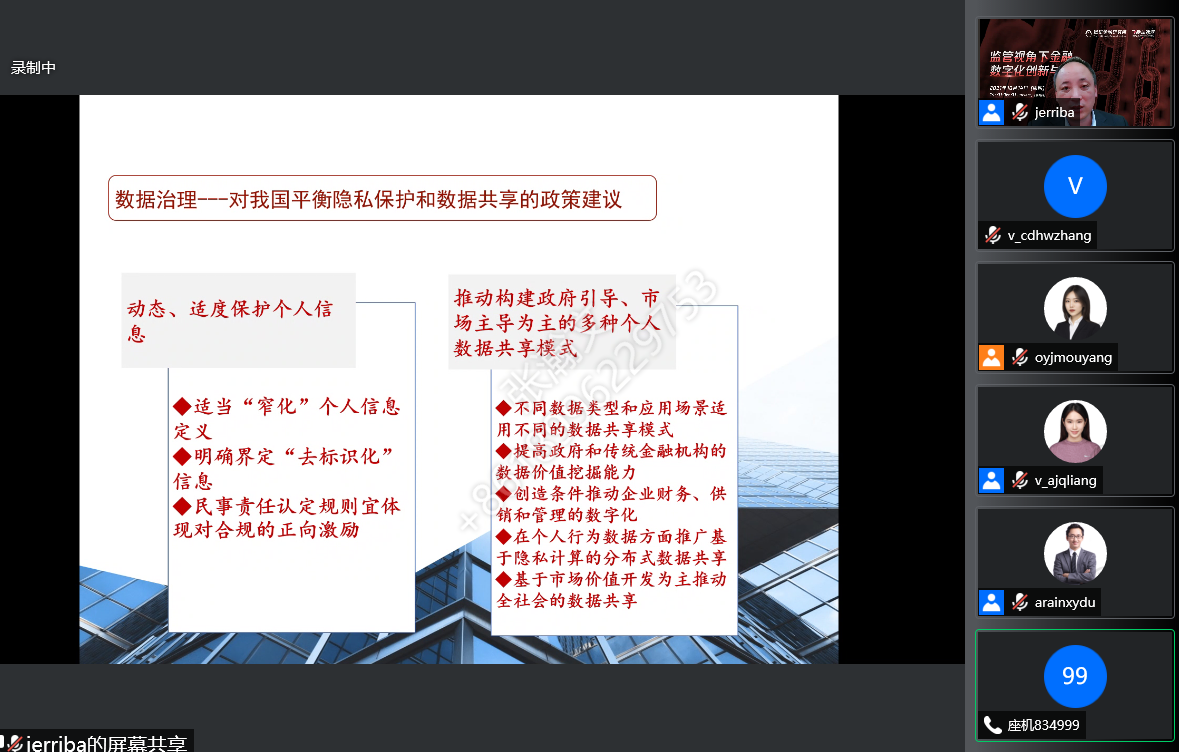 录制中
数据治理---对我国平衡隐私保护和数据共享的政策建议
动态、适度保护个人信
息
◆适当“窄化”个人信息
定义
◆明确界定“去标识化”
信息
◆民事责任认定规则宜体
现对合规的正向激励
推动构建政府引导、市
场主导为主的多种个人
数据共享模式
◆不同数据类型和应用场景适
用不同的数据共享模式
◆提高政府和传统金融机构的
数据价值挖掘能力
◆创造条件推动企业财务、供
销和管理的数字化
◆在个人行为数据方面推广基
于隐私计算的分布式数据共享
◆基于市场价值开发为主推动
全社会的数据共享
jerriba的屏幕共享
监管视角下金融
数字化创新与
jerriba
V
v_cdhwzhang
oyjmouyang
v_ajqliang
arainxydu
99
座机834999